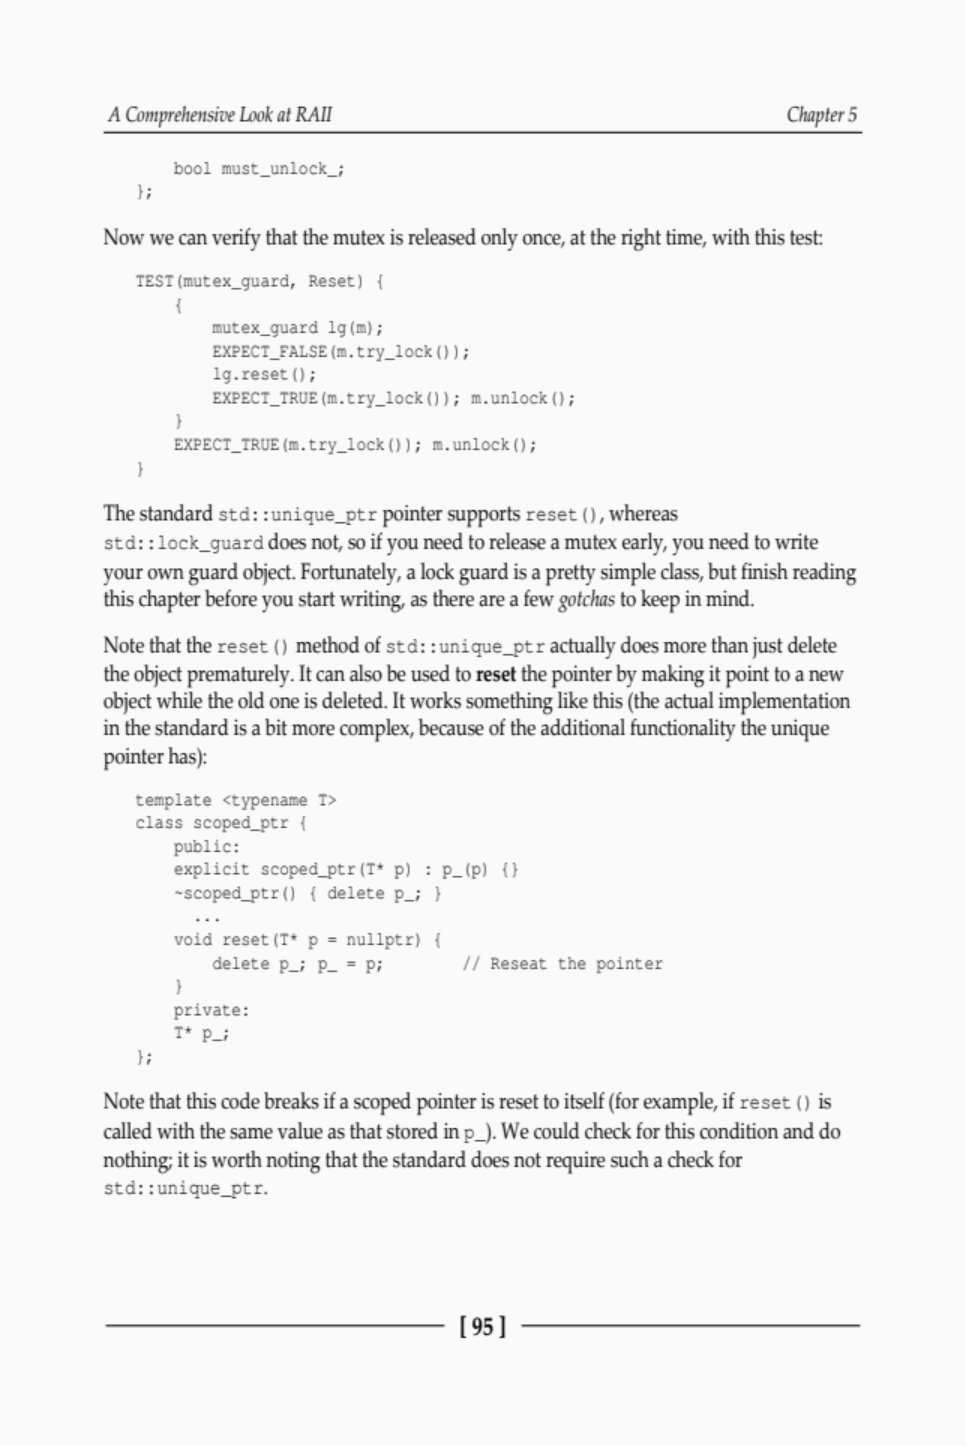 A Comprehensive Look at RAII Chapter 5
bool must_unlock_;
};
Now we can verify that the mutex is released only once, at the right time, with this test:
TEST(mutex_guard, Reset) {
{
mutex_guard lg(m);
EXPECT_FALSE(m.try_lock());
lg.reset();
EXPECT_TRUE(m.try_lock()); m.unlock();
}
EXPECT_TRUE(m.try_lock()); m.unlock();
}
The standard std::unique_ptr pointer supports reset(), whereas
std::lock_guard does not, so if you need to release a mutex early, you need to write
your own guard object. Fortunately, a lock guard is a pretty simple class, but finish reading
this chapter before you start writing, as there are a few gotchas to keep in mind.
Note that the reset() method of std::unique_ptr actually does more than just delete
the object prematurely. It can also be used to reset the pointer by making it point to a new
object while the old one is deleted. It works something like this (the actual implementation
in the standard is a bit more complex, because of the additional functionality the unique
pointer has):
template <typename T>
class scoped_ptr {
public:
explicit scoped_ptr(T* p) : p_(p) {}
~scoped_ptr() { delete p_; }
...
void reset(T* p = nullptr) {
delete p_; p_ = p; // Reseat the pointer
}
private:
T* p_;
};
Note that this code breaks if a scoped pointer is reset to itself (for example, if reset() is
called with the same value as that stored in p_). We could check for this condition and do
nothing; it is worth noting that the standard does not require such a check for
std::unique_ptr.
[ 95 ]